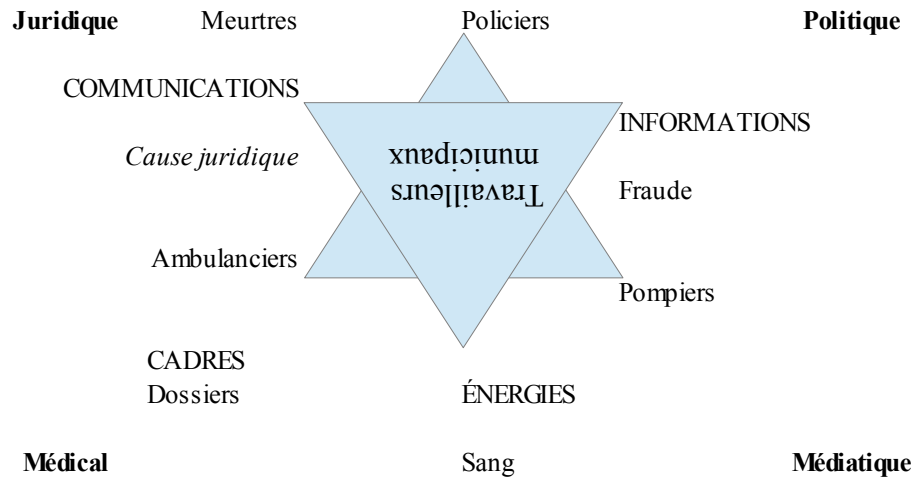 Juridique Meurtres Policiers Politique
COMMUNICATIONS
INFORMATIONS
Cause juridique
Travailleurs
municipaux
Fraude
Ambulanciers
Pompiers
CADRES
Dossiers ÉNERGIES
Médical Sang Médiatique